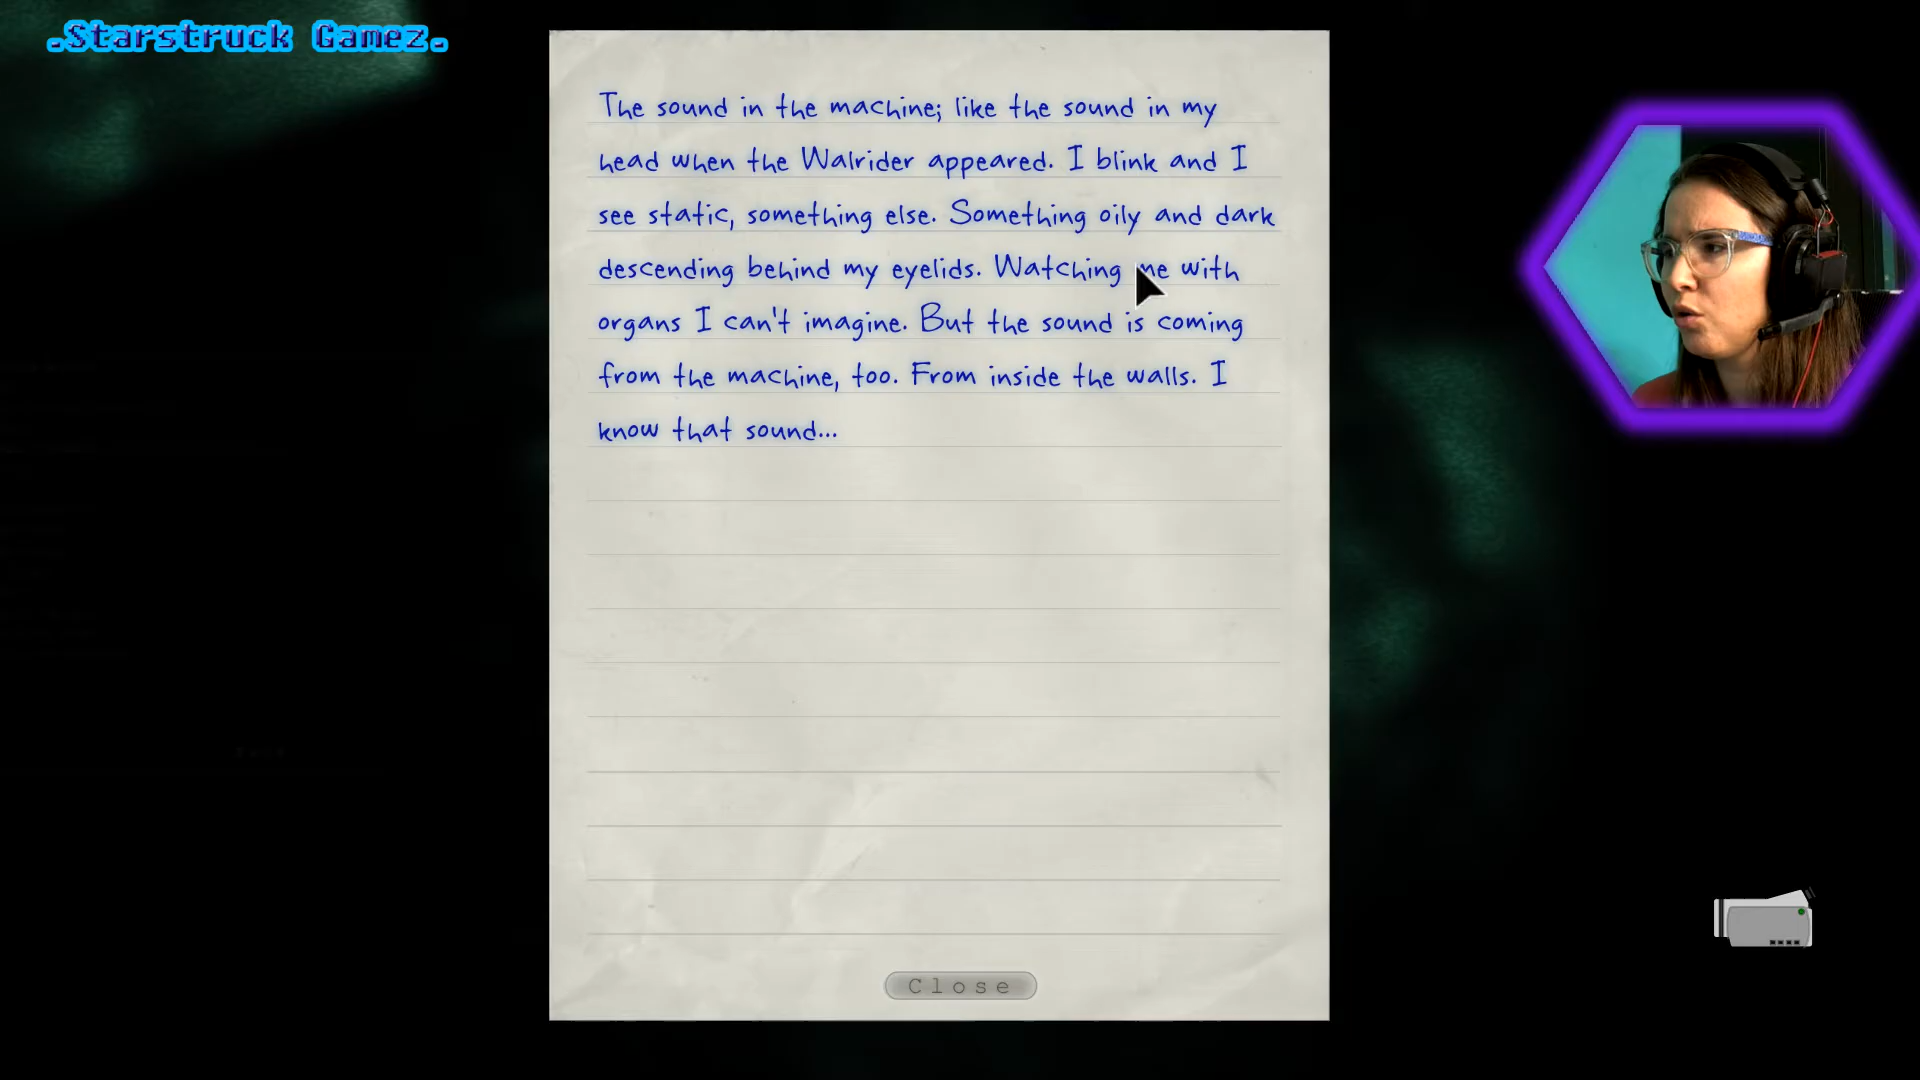 .Starstruck Gamez.
The sound in the machine; like the sound in my
head when the Walrider appeared. I blink and I
see static, something else. Something oily and dark
descending behind my eyelids. Watching me with
organs I can't imagine. But the sound is coming
from the machine, too. From inside the walls. I
know that sound...
Close